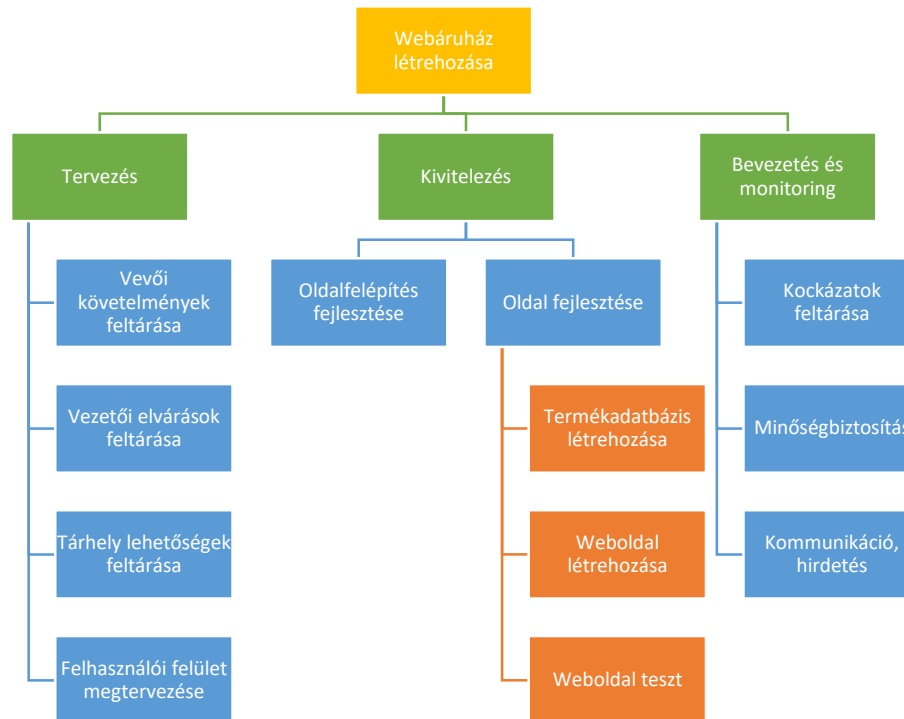 Webáruház
létrehozása
Tervezés
Kivitelezés
Bevezetés és
monitoring
Vevői
követelmények
feltárása
Oldalfelépítés
fejlesztése
Oldal fejlesztése
Kockázatok
feltárása
Vezetői elvárások
feltárása
Termékadatbázis
létrehozása
Minőségbiztosítás
Tárhely lehetőségek
feltárása
Weboldal
létrehozása
Kommunikáció,
hirdetés
Felhasználói felület
megtervezése
Weboldal teszt